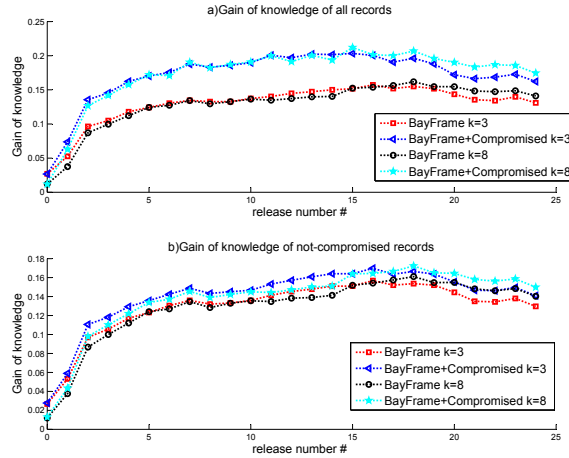 a)Gain of knowledge of all records
Gain of knowledge
0.25
0.2
0.15
0.1
0.05
0
BayFrame k=3
BayFrame+Compromised k=3
BayFrame k=8
BayFrame+Compromised k=8
0 5 10 15 20 25
release number #
b)Gain of knowledge of not-compromised records
Gain of knowledge
0.18
0.16
0.14
0.12
0.1
0.08
0.06
0.04
0.02
0
BayFrame k=3
BayFrame+Compromised k=3
BayFrame k=8
BayFrame+Compromised k=8
0 5 10 15 20 25
release number #